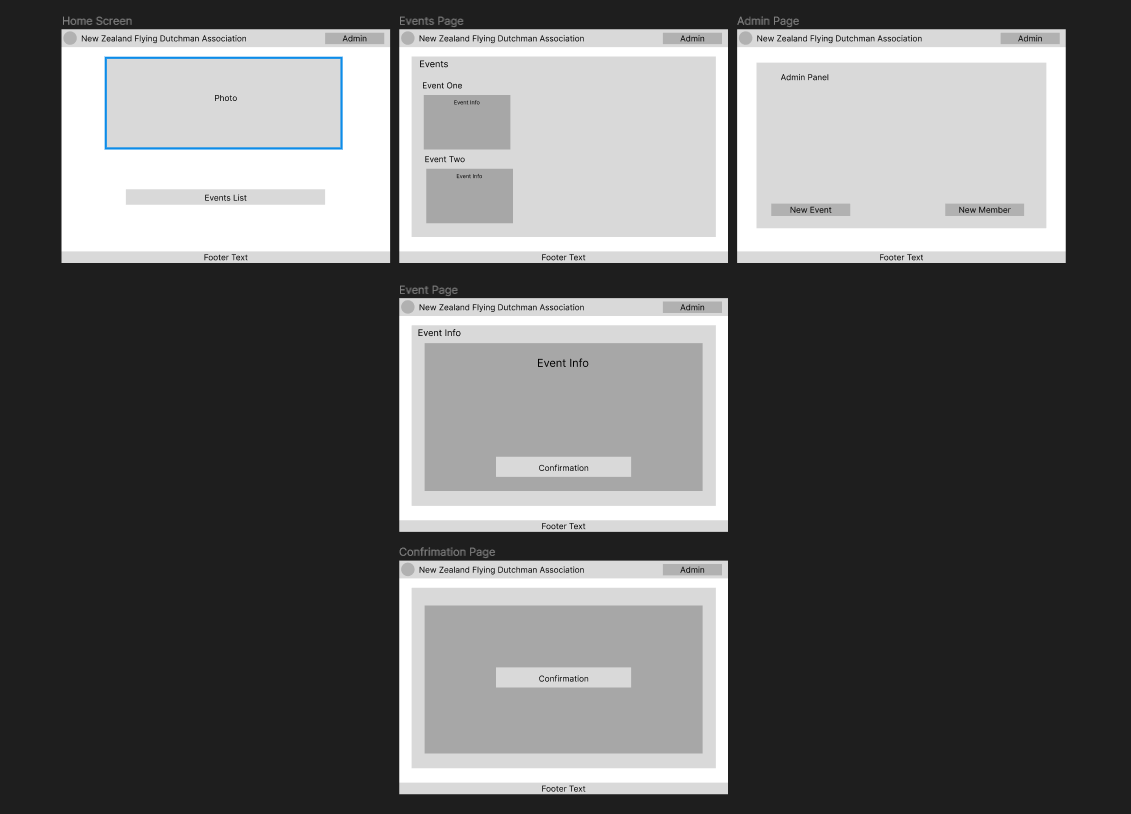 Home Screen
New Zealand Flying Dutchman Association
Admin
Photo
Events List
Footer Text
Events Page
New Zealand Flying Dutchman Association
Admin
Events
Event One
Event Info
Event Two
Event Info
Footer Text
Admin Page
New Zealand Flying Dutchman Association
Admin
Admin Panel
New Event
New Member
Footer Text
Event Page
New Zealand Flying Dutchman Association
Admin
Event Info
Event Info
Confirmation
Footer Text
Confrimation Page
New Zealand Flying Dutchman Association
Admin
Confirmation
Footer Text